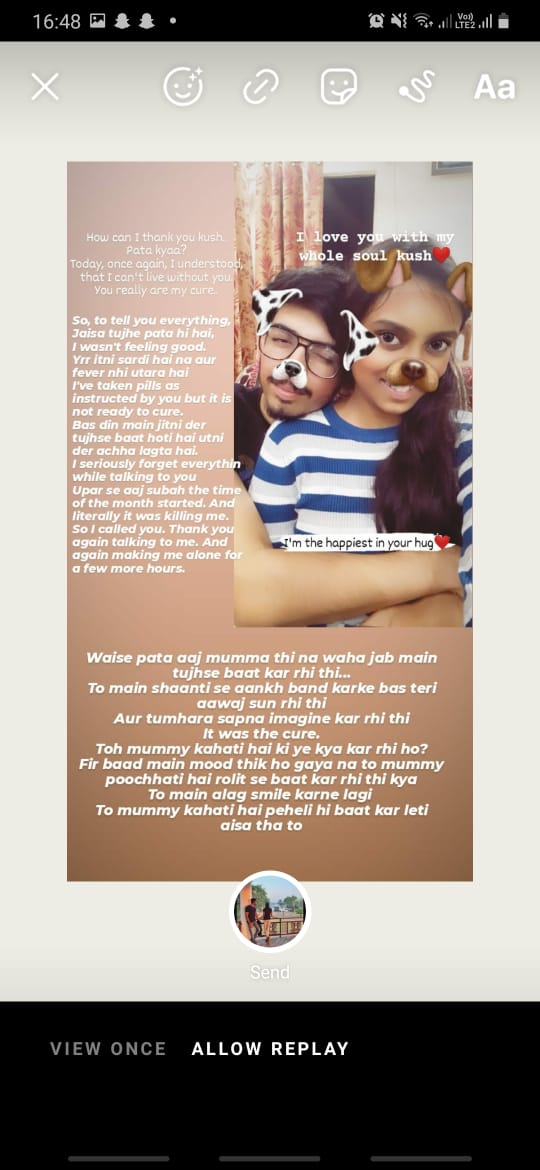 16:48
Vo))
LTE2
Aa
How can I thank you kush.
Pata kyaa?
Today, once again, I understood,
that I can't live without you.
You really are my cure..
So, to tell you everything,
Jaisa tujhe pata hi hai,
I wasn't feeling good.
Yrr itni sardi hai na aur
fever nhi utara hai
I've taken pills as
instructed by you but it is
not ready to cure.
Bas din main jitni der
tujhse baat hoti hai utni
der achha lagta hai.
I seriously forget everythin
while talking to you
Upar se aaj subah the time
of the month started. And
literally it was killing me.
So I called you. Thank you
again talking to me. And
again making me alone for
a few more hours.
I love you with my
whole soul kush❤️
I'm the happiest in your hug❤️
Waise pata aaj mumma thi na waha jab main
tujhse baat kar rhi thi...
To main shaanti se aankh band karke bas teri
aawaj sun rhi thi
Aur tumhara sapna imagine kar rhi thi
It was the cure.
Toh mummy kahati hai ki ye kya kar rhi ho?
Fir baad main mood thik ho gaya na to mummy
poochhati hai rolit se baat kar rhi thi kya
To main alag smile karne lagi
To mummy kahati hai peheli hi baat kar leti
aisa tha to
Send
VIEW ONCE ALLOW REPLAY